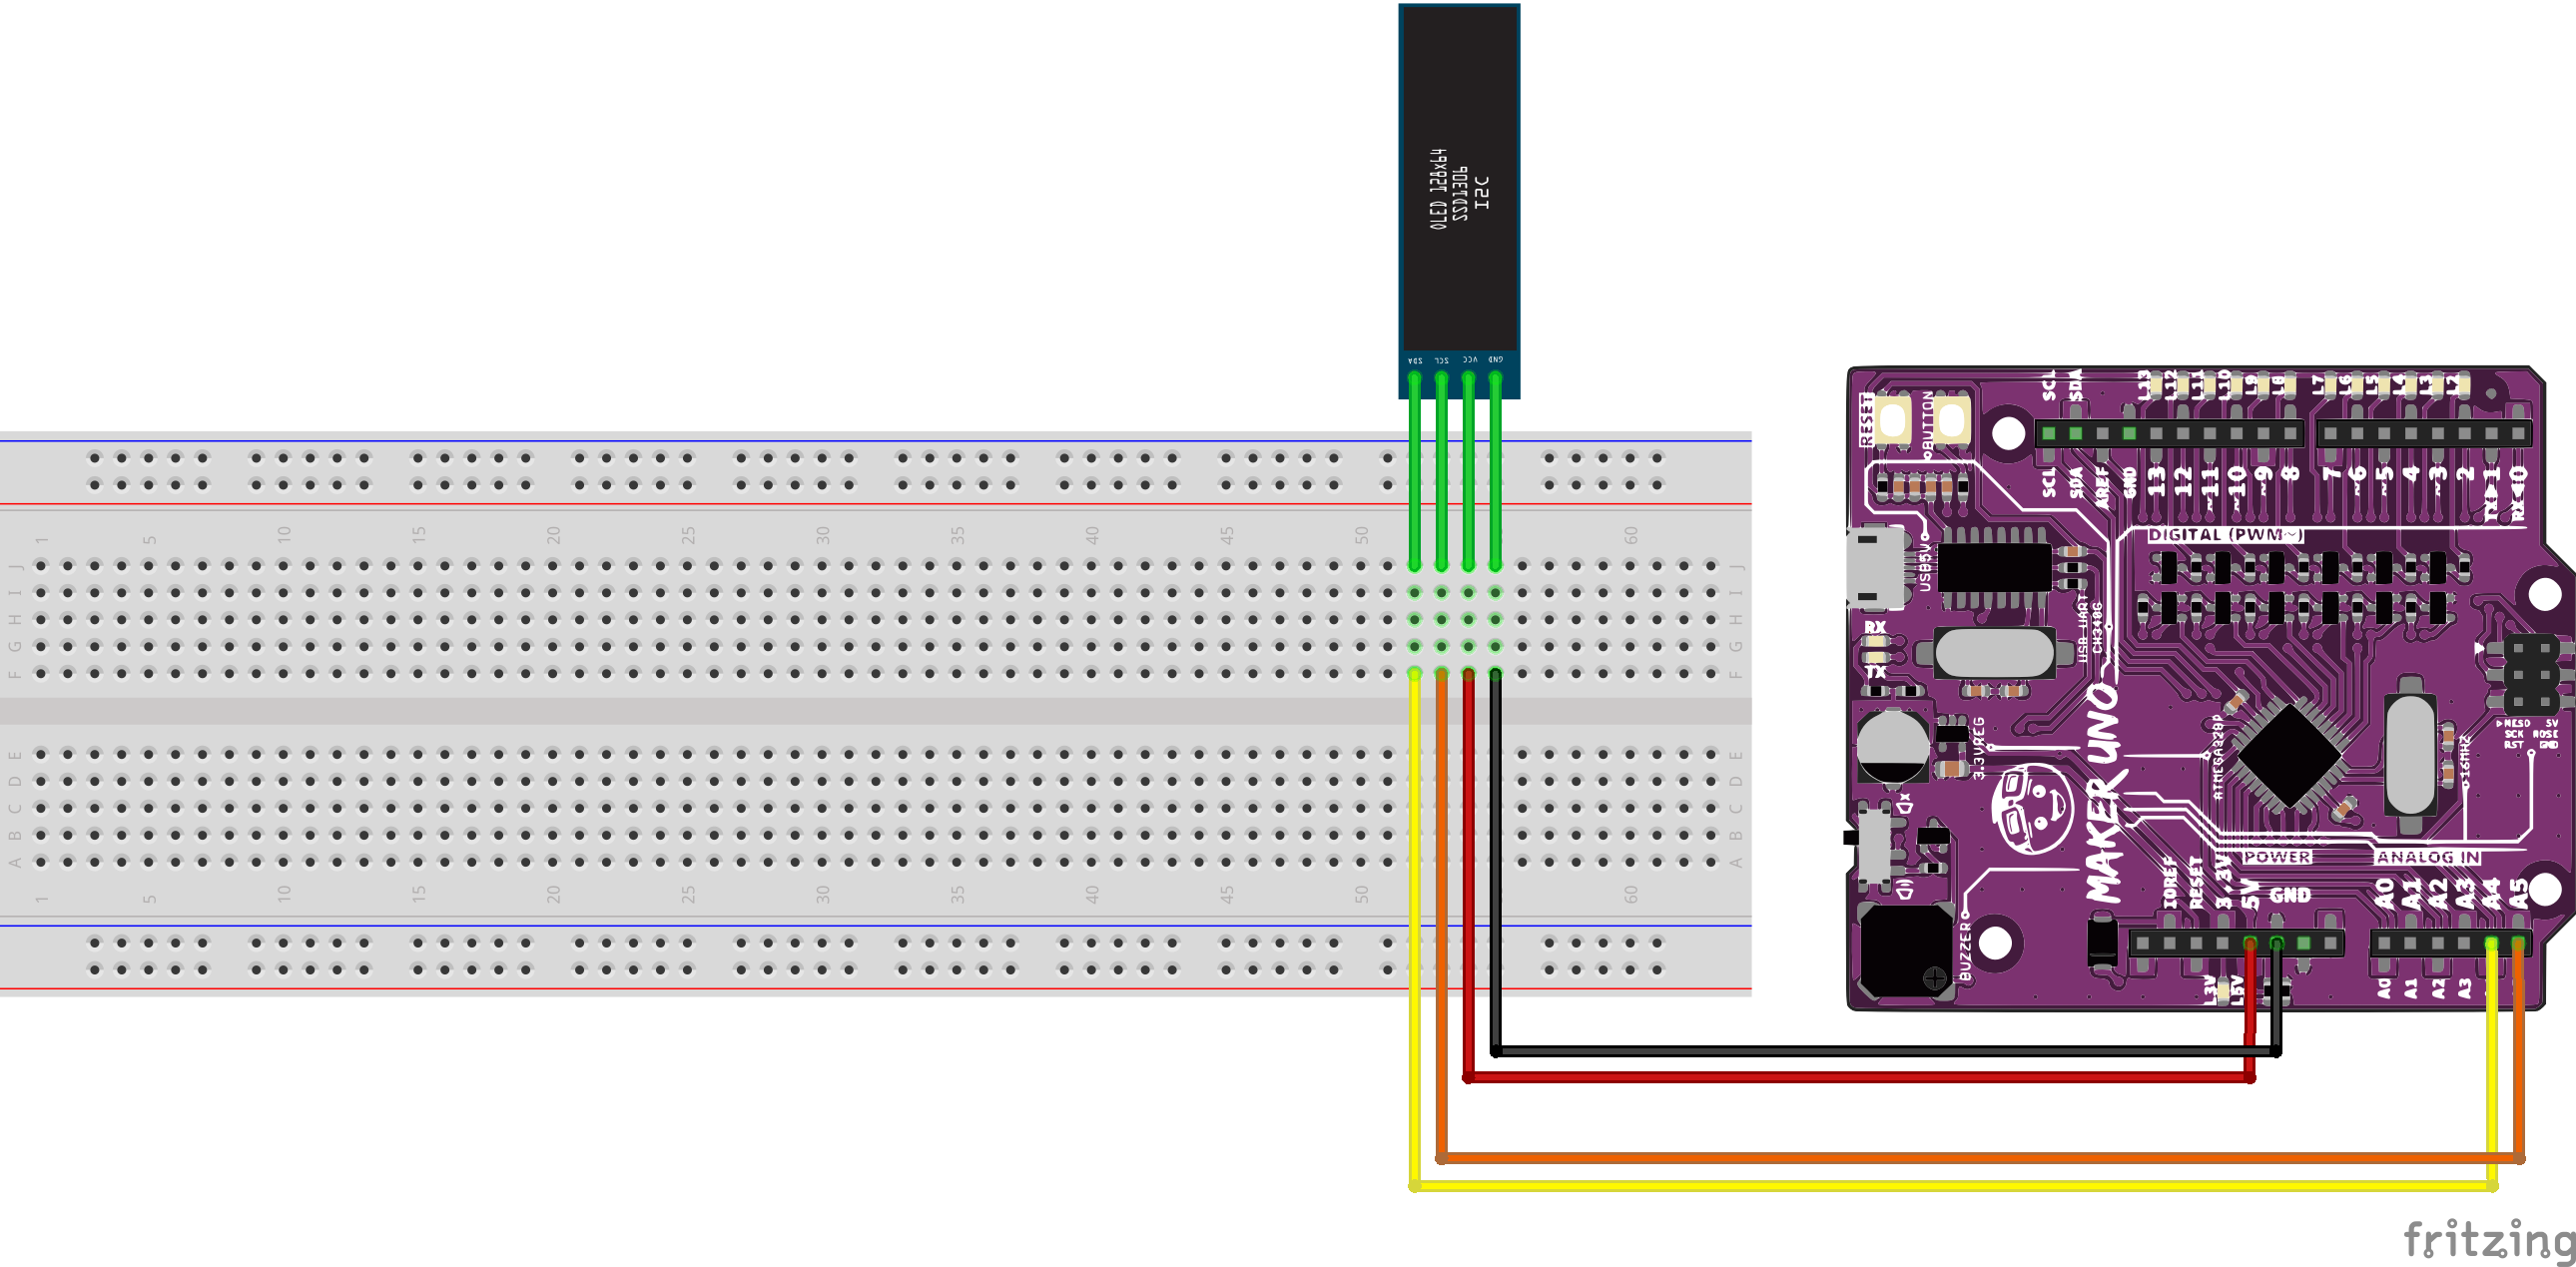 OLED 128x64
SSD1306
I2C
SDA SCL VCC GND
1 5 10 15 20 25 30 35 40 45 50 60
J
I
H
G
F
J
I
H
G
F
E
D
C
B
A
E
D
C
B
A
1 5 10 15 20 25 30 35 40 45 50 60
RESET
BUTTON
SCL SDA L13 L12 L11 L10 L9 L8 L7 L6 L5 L4 L3 L2
SCL SDA AREF GND 13 12 ~11 ~10 ~9 8 7 ~6 ~5 4 ~3 2 TX▸1 RX◂0
DIGITAL (PWM~)
USB5V
USB UART
CH340G
RX
TX
3.3VREG
MAKER UNO
ATMEGA328P
16MHZ
MISO 5V
SCK MOSI
RST GND
POWER
ANALOG IN
IOREF RESET 3.3V 5V GND A0 A1 A2 A3 A4 A5
BUZZER
L3V L5V
A0 A1 A2 A3
fritzing